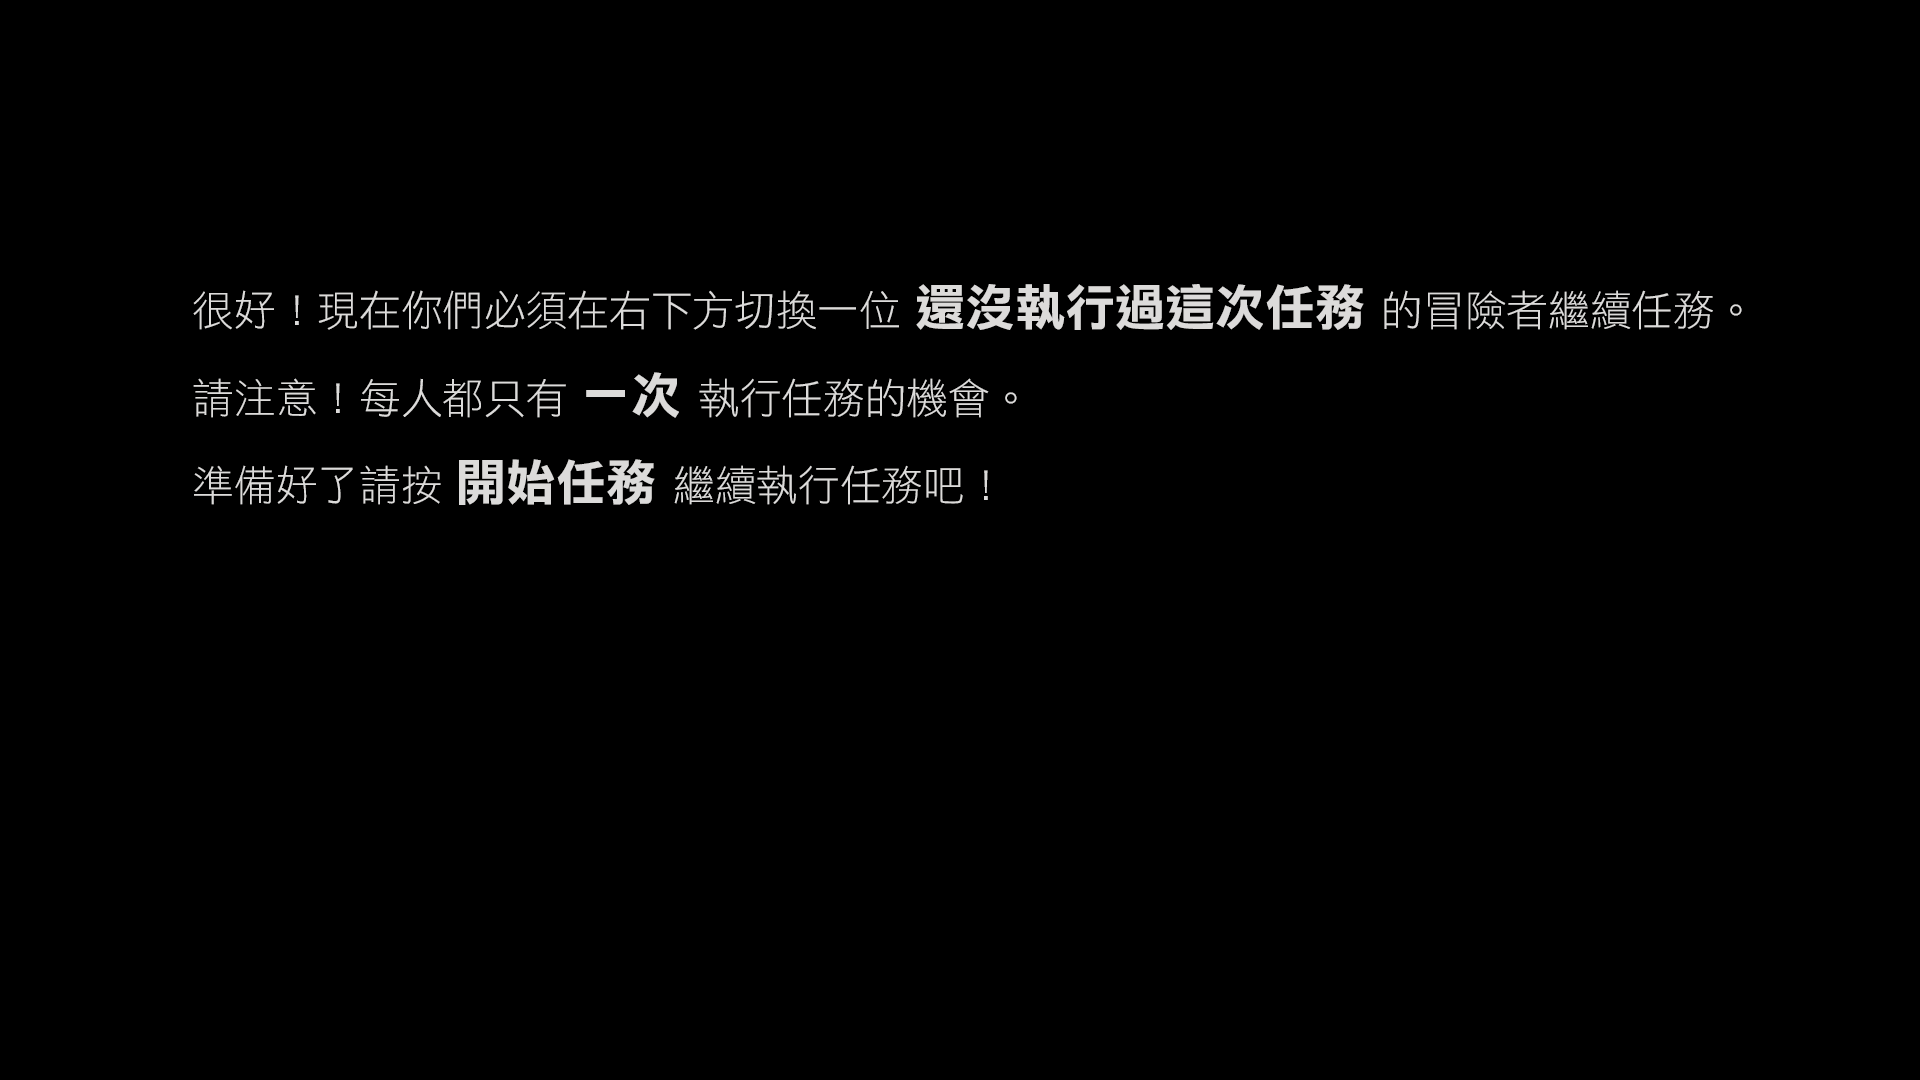 很好！現在你們必須在右下方切換一位 還沒執行過這次任務 的冒險者繼續任務。
請注意！每人都只有 一次 執行任務的機會。
準備好了請按 開始任務 繼續執行任務吧！